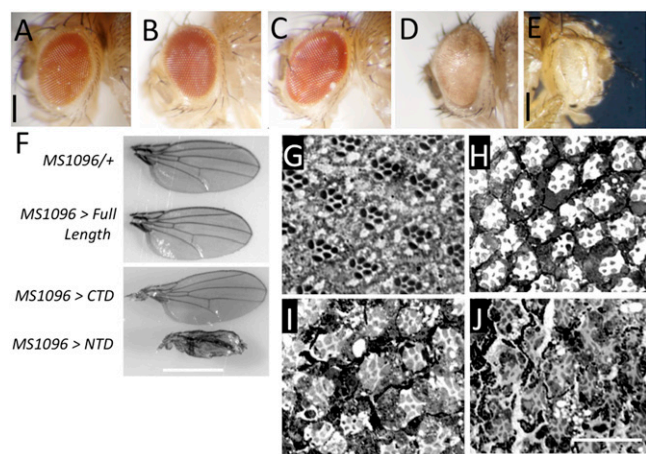 A
B
C
D
E
F
MS1096/+
MS1096 > Full
Length
MS1096 > CTD
MS1096 > NTD
G
H
I
J